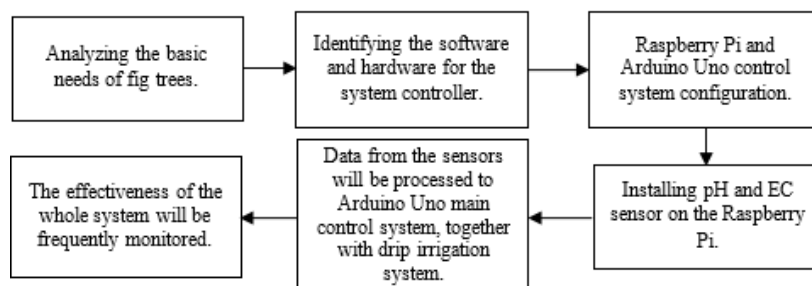 Analyzing the basic
needs of fig trees.
Identifying the software
and hardware for the
system controller.
Raspberry Pi and
Arduino Uno control
system configuration.
Installing pH and EC
sensor on the Raspberry
Pi.
Data from the sensors
will be processed to
Arduino Uno main
control system, together
with drip irrigation
system.
The effectiveness of the
whole system will be
frequently monitored.